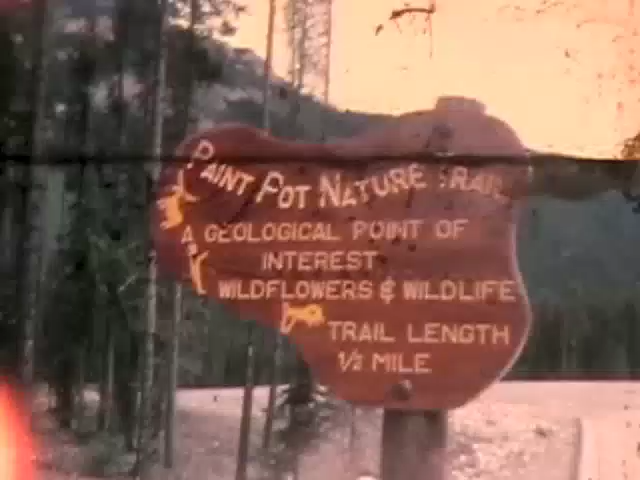 PAINT POT NATURE TRAIL
A GEOLOGICAL POINT OF
INTEREST
WILDFLOWERS & WILDLIFE
TRAIL LENGTH
1/2 MILE